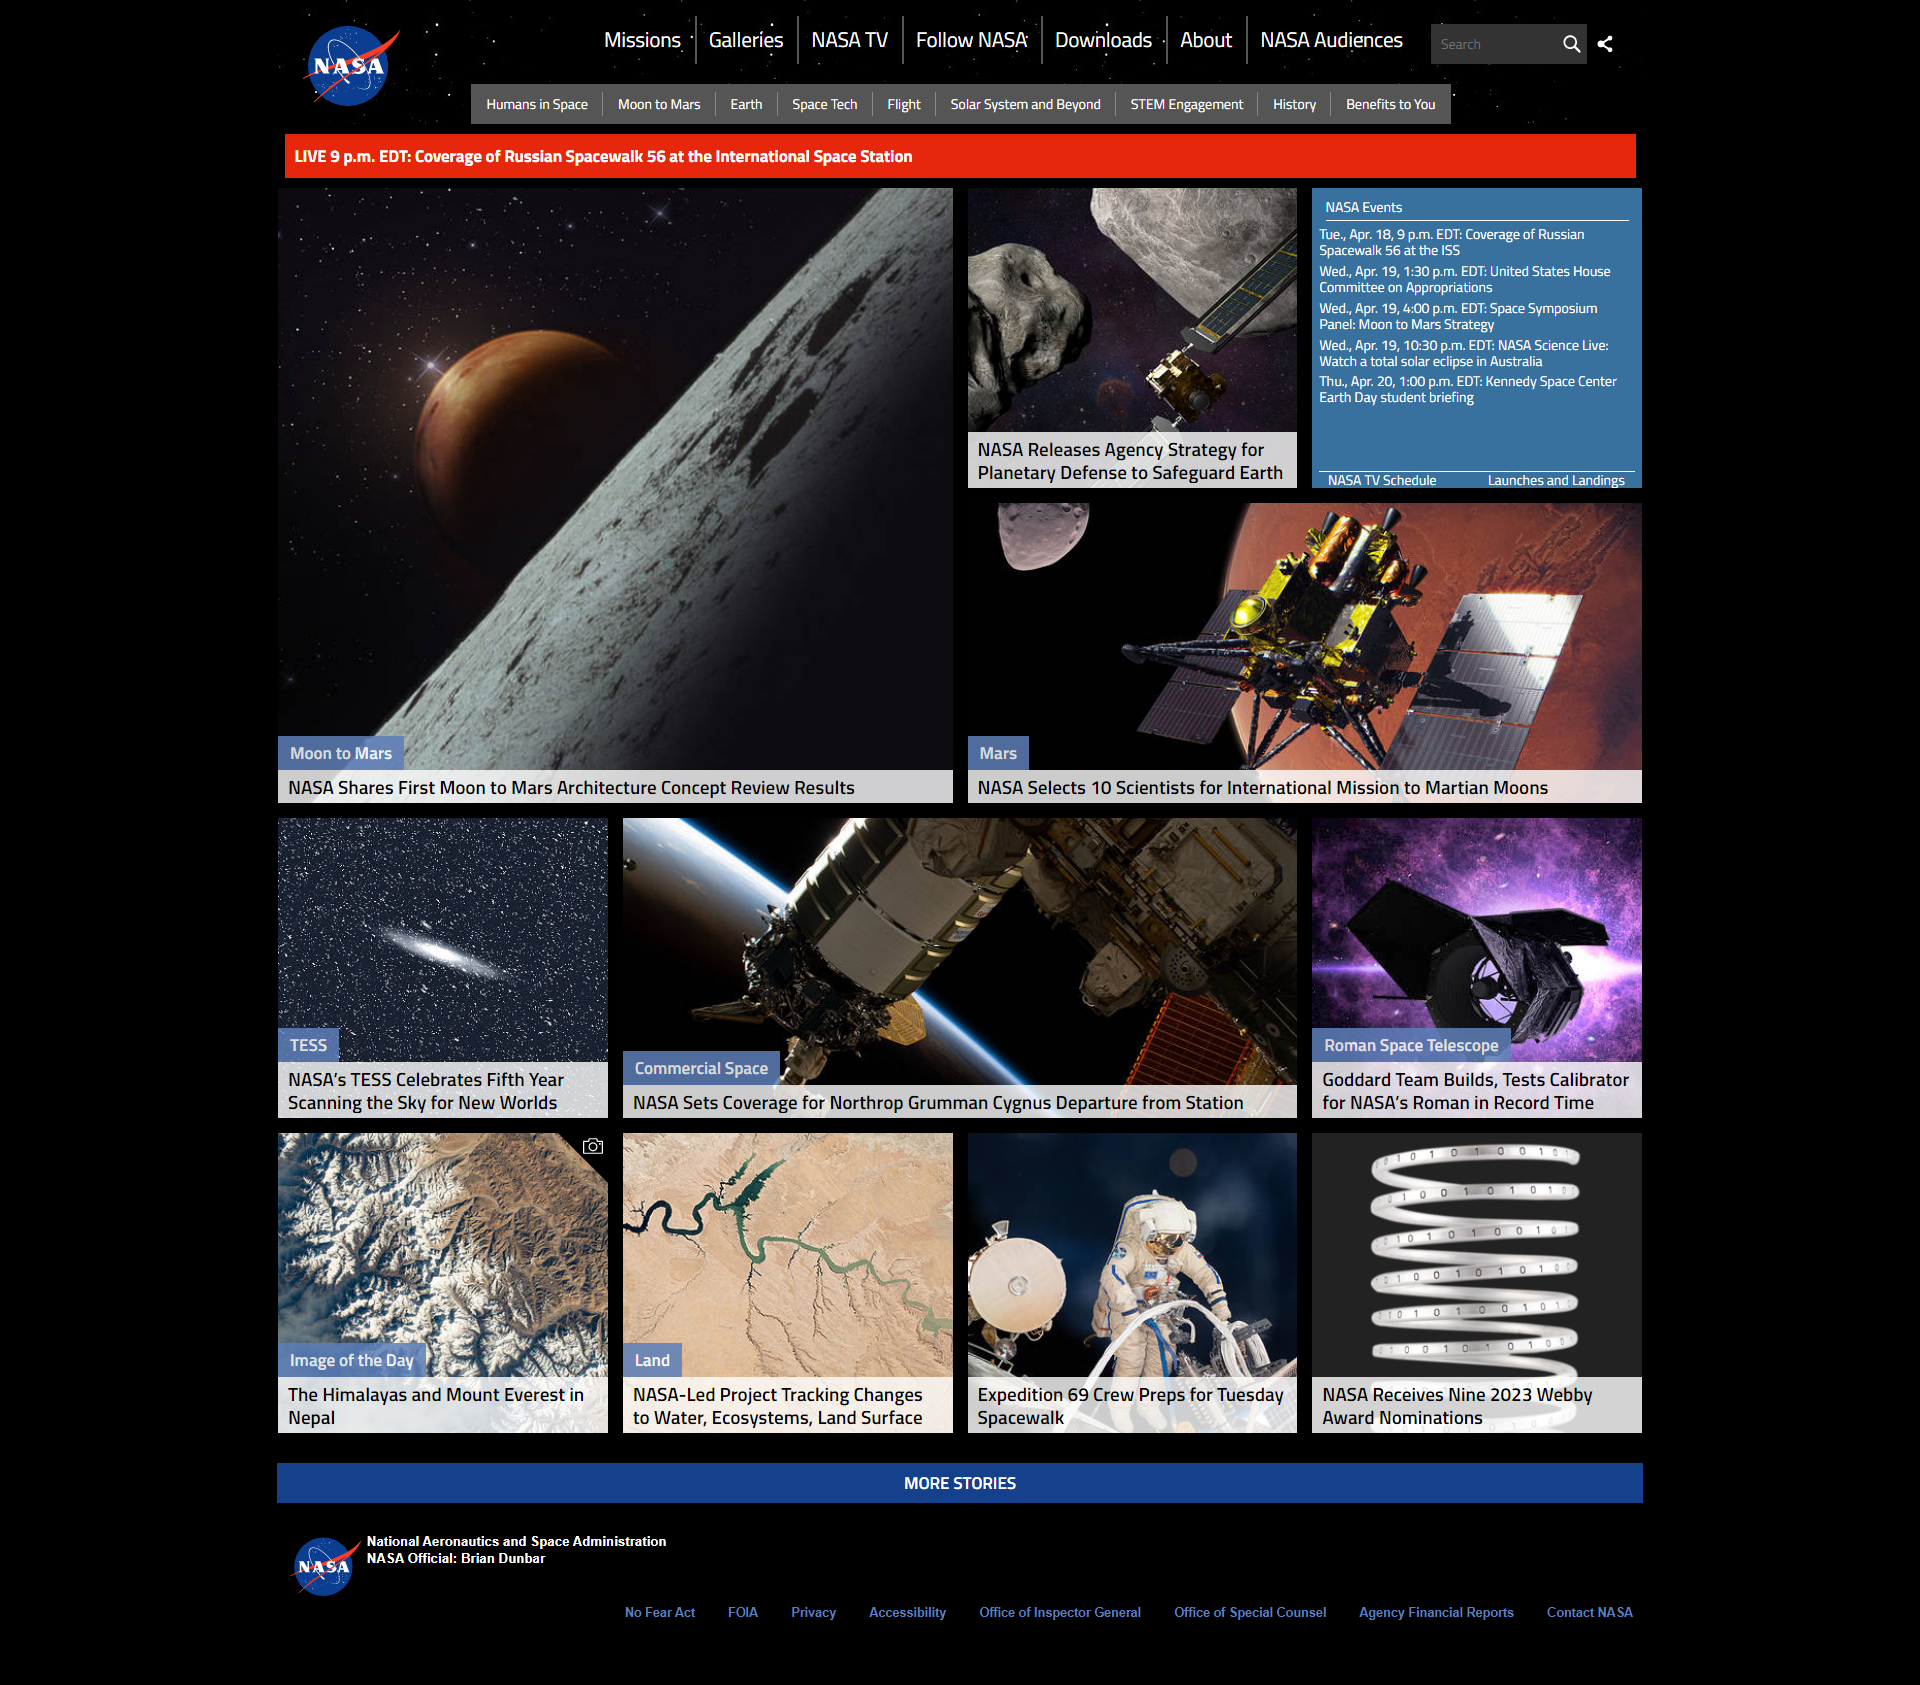 NASA
Missions
Galleries
NASA TV
Follow NASA
Downloads
About
NASA Audiences
Search
Humans in Space
Moon to Mars
Earth
Space Tech
Flight
Solar System and Beyond
STEM Engagement
History
Benefits to You
LIVE 9 p.m. EDT: Coverage of Russian Spacewalk 56 at the International Space Station
Moon to Mars
NASA Shares First Moon to Mars Architecture Concept Review Results
NASA Releases Agency Strategy for
Planetary Defense to Safeguard Earth
NASA Events
Tue., Apr. 18, 9 p.m. EDT: Coverage of Russian
Spacewalk 56 at the ISS
Wed., Apr. 19, 1:30 p.m. EDT: United States House
Committee on Appropriations
Wed., Apr. 19, 4:00 p.m. EDT: Space Symposium
Panel: Moon to Mars Strategy
Wed., Apr. 19, 10:30 p.m. EDT: NASA Science Live:
Watch a total solar eclipse in Australia
Thu., Apr. 20, 1:00 p.m. EDT: Kennedy Space Center
Earth Day student briefing
NASA TV Schedule
Launches and Landings
Mars
NASA Selects 10 Scientists for International Mission to Martian Moons
TESS
NASA's TESS Celebrates Fifth Year
Scanning the Sky for New Worlds
Commercial Space
NASA Sets Coverage for Northrop Grumman Cygnus Departure from Station
Roman Space Telescope
Goddard Team Builds, Tests Calibrator
for NASA's Roman in Record Time
Image of the Day
The Himalayas and Mount Everest in
Nepal
Land
NASA-Led Project Tracking Changes
to Water, Ecosystems, Land Surface
Expedition 69 Crew Preps for Tuesday
Spacewalk
NASA Receives Nine 2023 Webby
Award Nominations
MORE STORIES
NASA
National Aeronautics and Space Administration
NASA Official: Brian Dunbar
No Fear Act
FOIA
Privacy
Accessibility
Office of Inspector General
Office of Special Counsel
Agency Financial Reports
Contact NASA